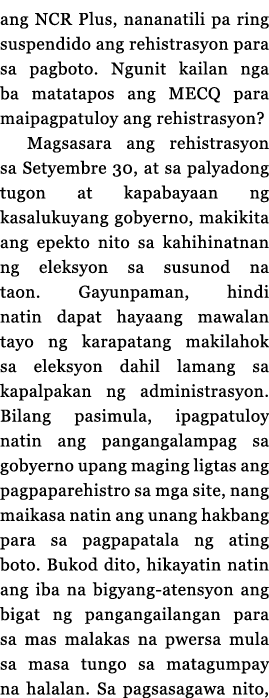 ang NCR Plus, nananatili pa ring
suspendido ang rehistrasyon para
sa pagboto. Ngunit kailan nga
ba matatapos ang MECQ para
maipagpatuloy ang rehistrasyon?
Magsasara ang rehistrasyon
sa Setyembre 30, at sa palyadong
tugon at kapabayaan ng
kasalukuyang gobyerno, makikita
ang epekto nito sa kahihinatnan
ng eleksyon sa susunod na
taon. Gayunpaman, hindi
natin dapat hayaang mawalan
tayo ng karapatang makilahok
sa eleksyon dahil lamang sa
kapalpakan ng administrasyon.
Bilang pasimula, ipagpatuloy
natin ang pangangalampag sa
gobyerno upang maging ligtas ang
pagpaparehistro sa mga site, nang
maikasa natin ang unang hakbang
para sa pagpapatala ng ating
boto. Bukod dito, hikayatin natin
ang iba na bigyang-atensyon ang
bigat ng pangangailangan para
sa mas malakas na pwersa mula
sa masa tungo sa matagumpay
na halalan. Sa pagsasagawa nito,